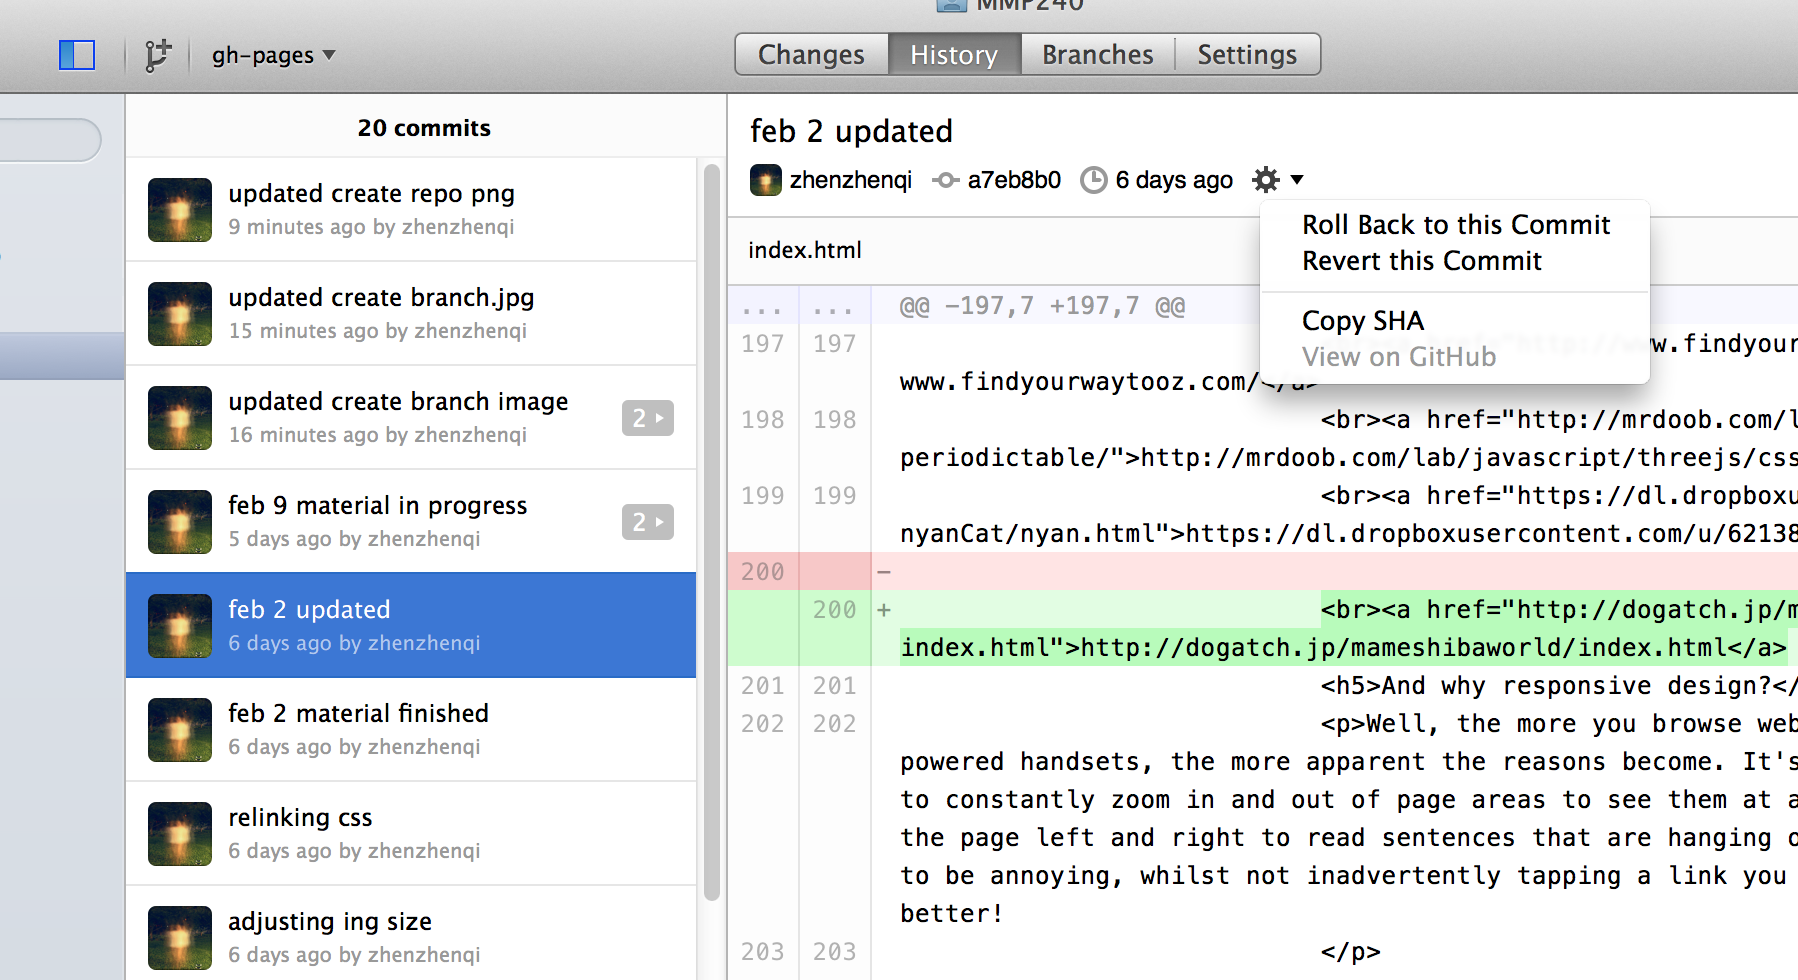 MMP240
gh-pages
Changes
History
Branches
Settings
20 commits
updated create repo png
9 minutes ago by zhenzhenqi
updated create branch.jpg
15 minutes ago by zhenzhenqi
updated create branch image
16 minutes ago by zhenzhenqi
2
feb 9 material in progress
5 days ago by zhenzhenqi
2
feb 2 updated
6 days ago by zhenzhenqi
feb 2 material finished
6 days ago by zhenzhenqi
relinking css
6 days ago by zhenzhenqi
adjusting ing size
6 days ago by zhenzhenqi
feb 2 updated
zhenzhenqi a7eb8b0 6 days ago
Roll Back to this Commit
Revert this Commit
Copy SHA
View on GitHub
index.html
... ... @@ -197,7 +197,7 @@
197 197 w.findyour
www.findyourwaytooz.com/</a>
198 198 <br><a href="http://mrdoob.com/l
periodictable/">http://mrdoob.com/lab/javascript/threejs/css
199 199 <br><a href="https://dl.dropboxu
nyanCat/nyan.html">https://dl.dropboxusercontent.com/u/62138
200 -
200 + <br><a href="http://dogatch.jp/m
index.html">http://dogatch.jp/mameshibaworld/index.html</a>
201 201 <h5>And why responsive design?</
202 202 <p>Well, the more you browse web
powered handsets, the more apparent the reasons become. It's
to constantly zoom in and out of page areas to see them at a
the page left and right to read sentences that are hanging o
to be annoying, whilst not inadvertently tapping a link you
better!
203 203 </p>